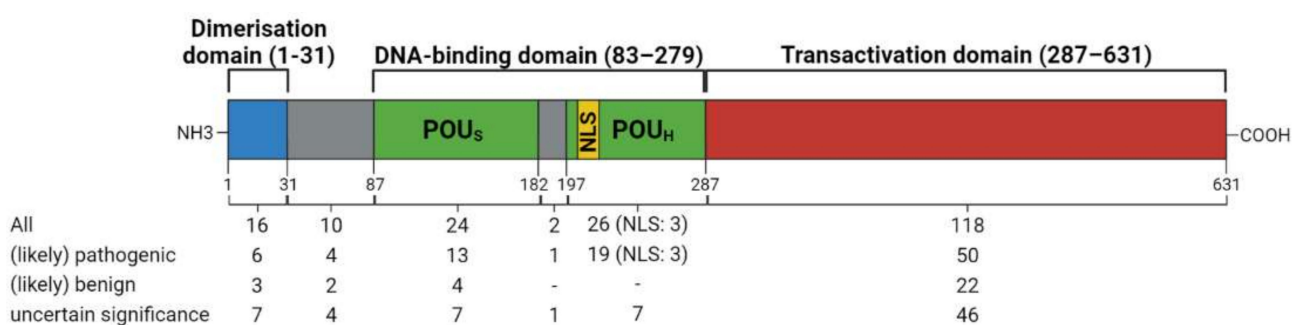 Dimerisation
domain (1-31)
DNA-binding domain (83–279)
Transactivation domain (287–631)
NH3
POUS
NLS
POUH
COOH
1 31 87 182 197 287 631
All 16 10 24 2 26 (NLS: 3) 118
(likely) pathogenic 6 4 13 1 19 (NLS: 3) 50
(likely) benign 3 2 4 - - 22
uncertain significance 7 4 7 1 7 46